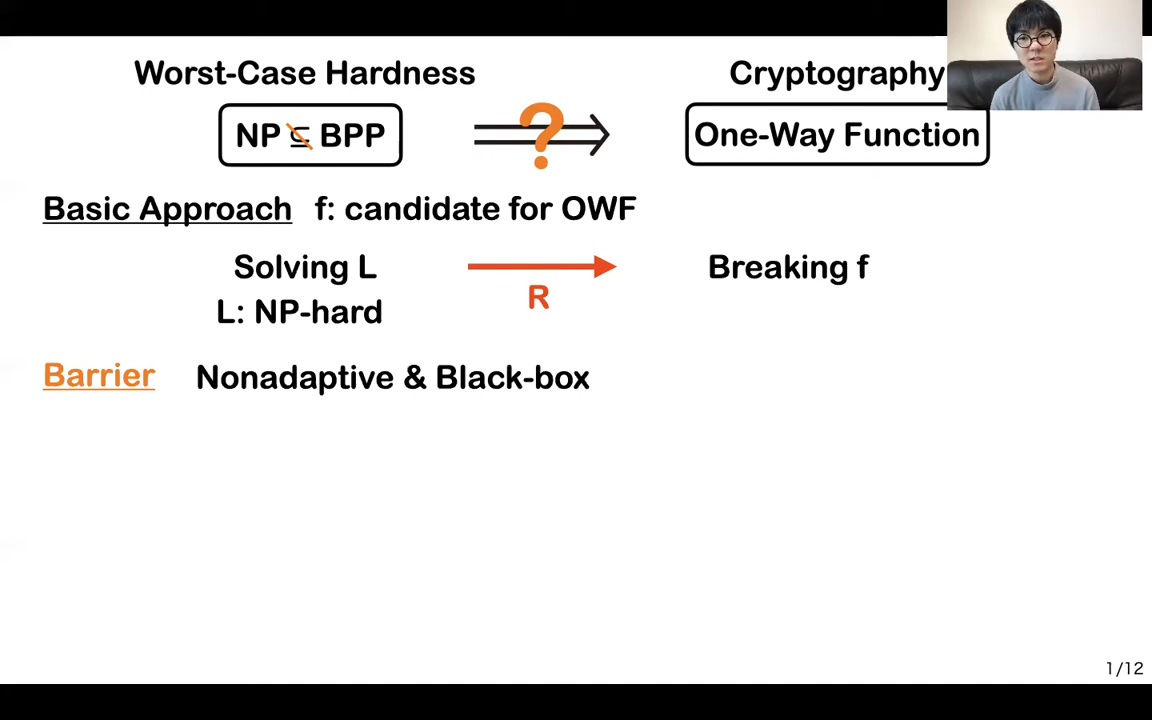 Worst-Case Hardness
Cryptography
NP ⊈ BPP
?
One-Way Function
Basic Approach f: candidate for OWF
Solving L
R
Breaking f
L: NP-hard
Barrier Nonadaptive & Black-box
1/12